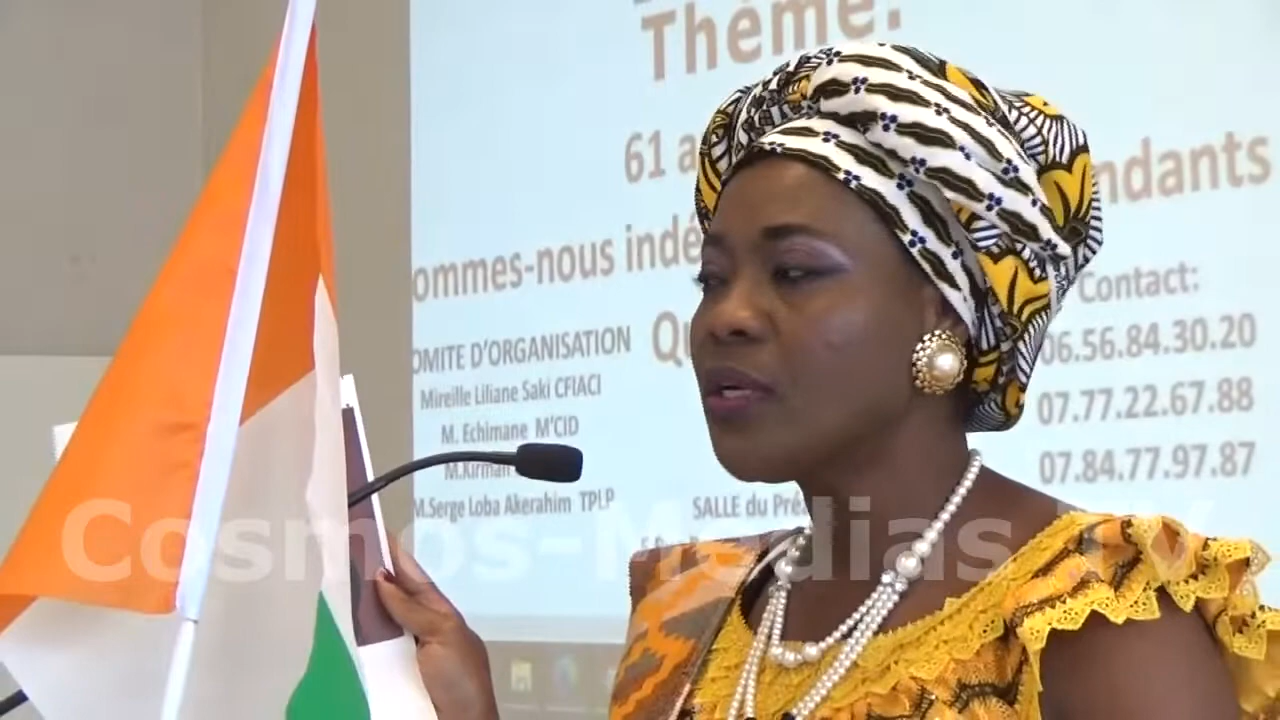 Thème:
61 a ndants
ommes-nous indé
Qu
Contact:
06.56.84.30.20
07.77.22.67.88
07.84.77.97.87
OMITE D'ORGANISATION
Mireille Liliane Saki CFIACI
M. Echimane M'CID
M.Kirman
M.Serge Loba Akerahim TPLP
SALLE du Pré
Cosmos-Medias TV